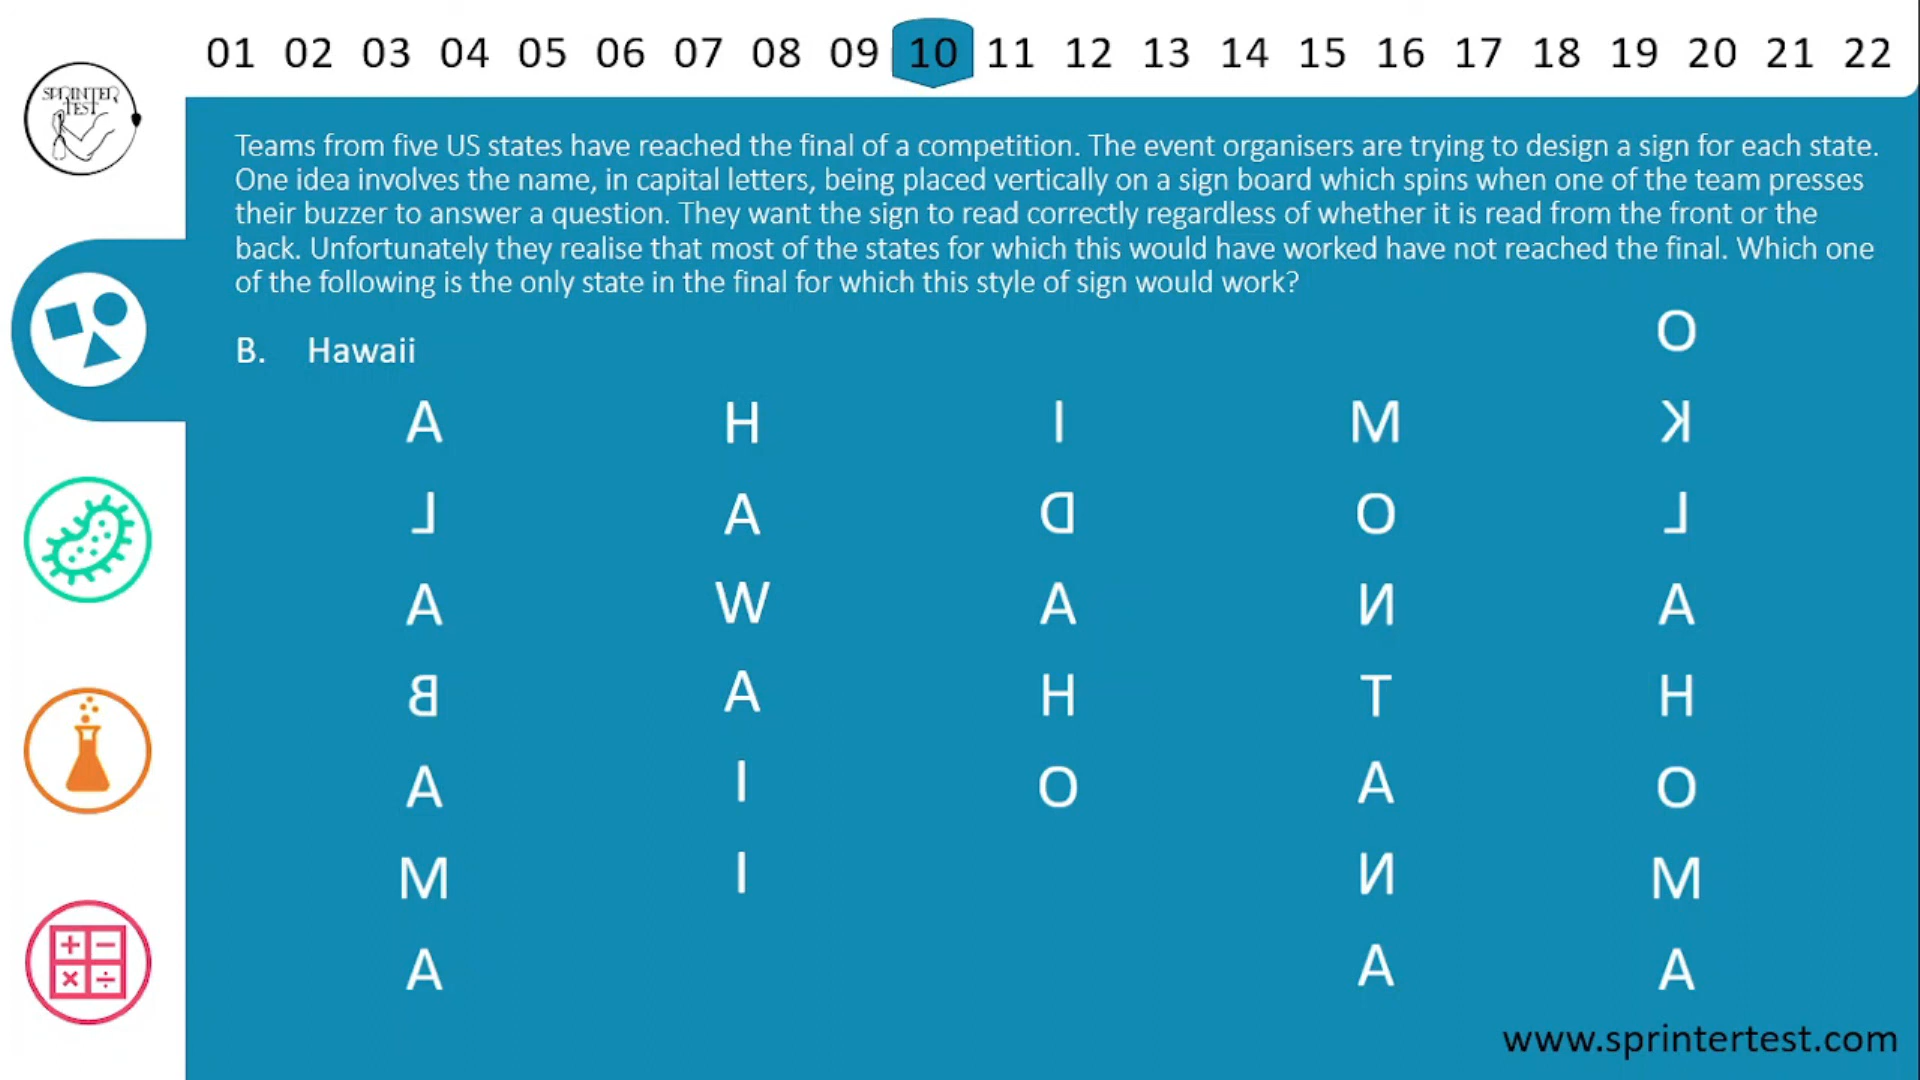 01 02 03 04 05 06 07 08 09 10 11 12 13 14 15 16 17 18 19 20 21 22
SPRINTER
TEST
Teams from five US states have reached the final of a competition. The event organisers are trying to design a sign for each state.
One idea involves the name, in capital letters, being placed vertically on a sign board which spins when one of the team presses
their buzzer to answer a question. They want the sign to read correctly regardless of whether it is read from the front or the
back. Unfortunately they realise that most of the states for which this would have worked have not reached the final. Which one
of the following is the only state in the final for which this style of sign would work?
B. Hawaii
ALABAMA
HAWAII
IDAHO
MONTANA
OKLAHOMA
+ −
× ÷
www.sprintertest.com